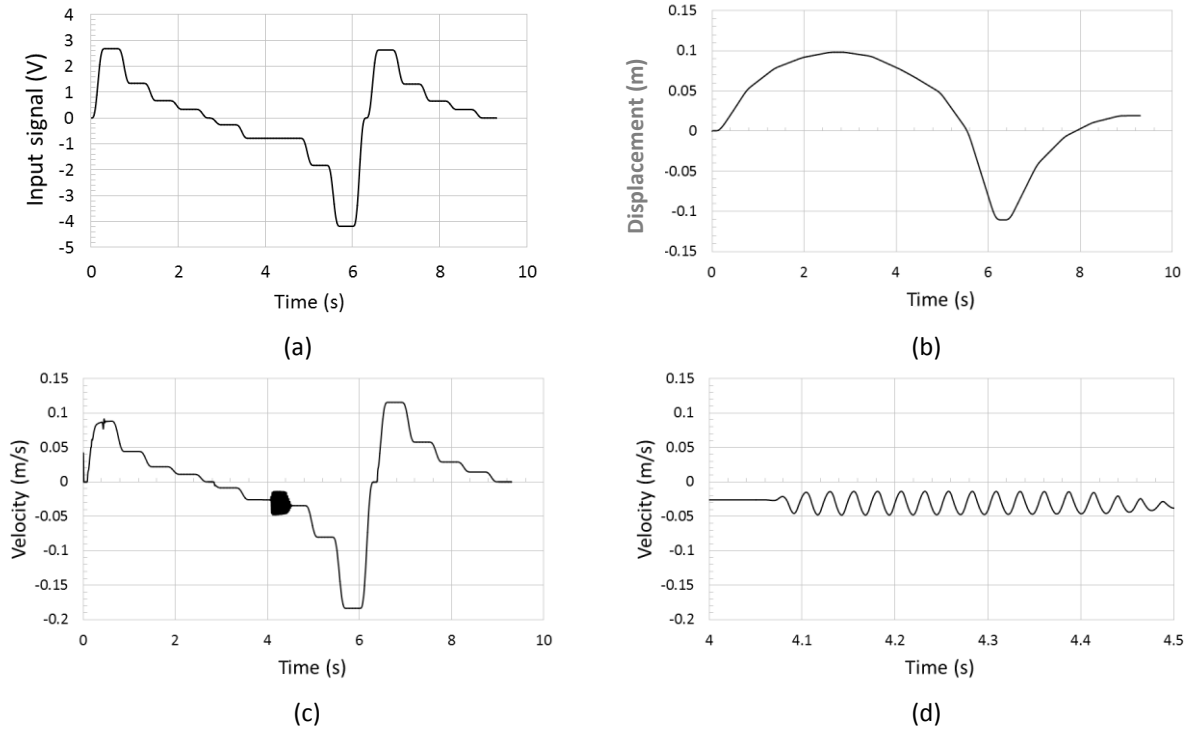 4
3
2
1
0
-1
-2
-3
-4
-5
Input signal (V)
0 2 4 6 8 10
Time (s)
(a)
0.15
0.1
0.05
0
-0.05
-0.1
-0.15
Displacement (m)
0 2 4 6 8 10
Time (s)
(b)
0.15
0.1
0.05
0
-0.05
-0.1
-0.15
-0.2
Velocity (m/s)
0 2 4 6 8 10
Time (s)
(c)
0.15
0.1
0.05
0
-0.05
-0.1
-0.15
-0.2
Velocity (m/s)
4 4.1 4.2 4.3 4.4 4.5
Time (s)
(d)